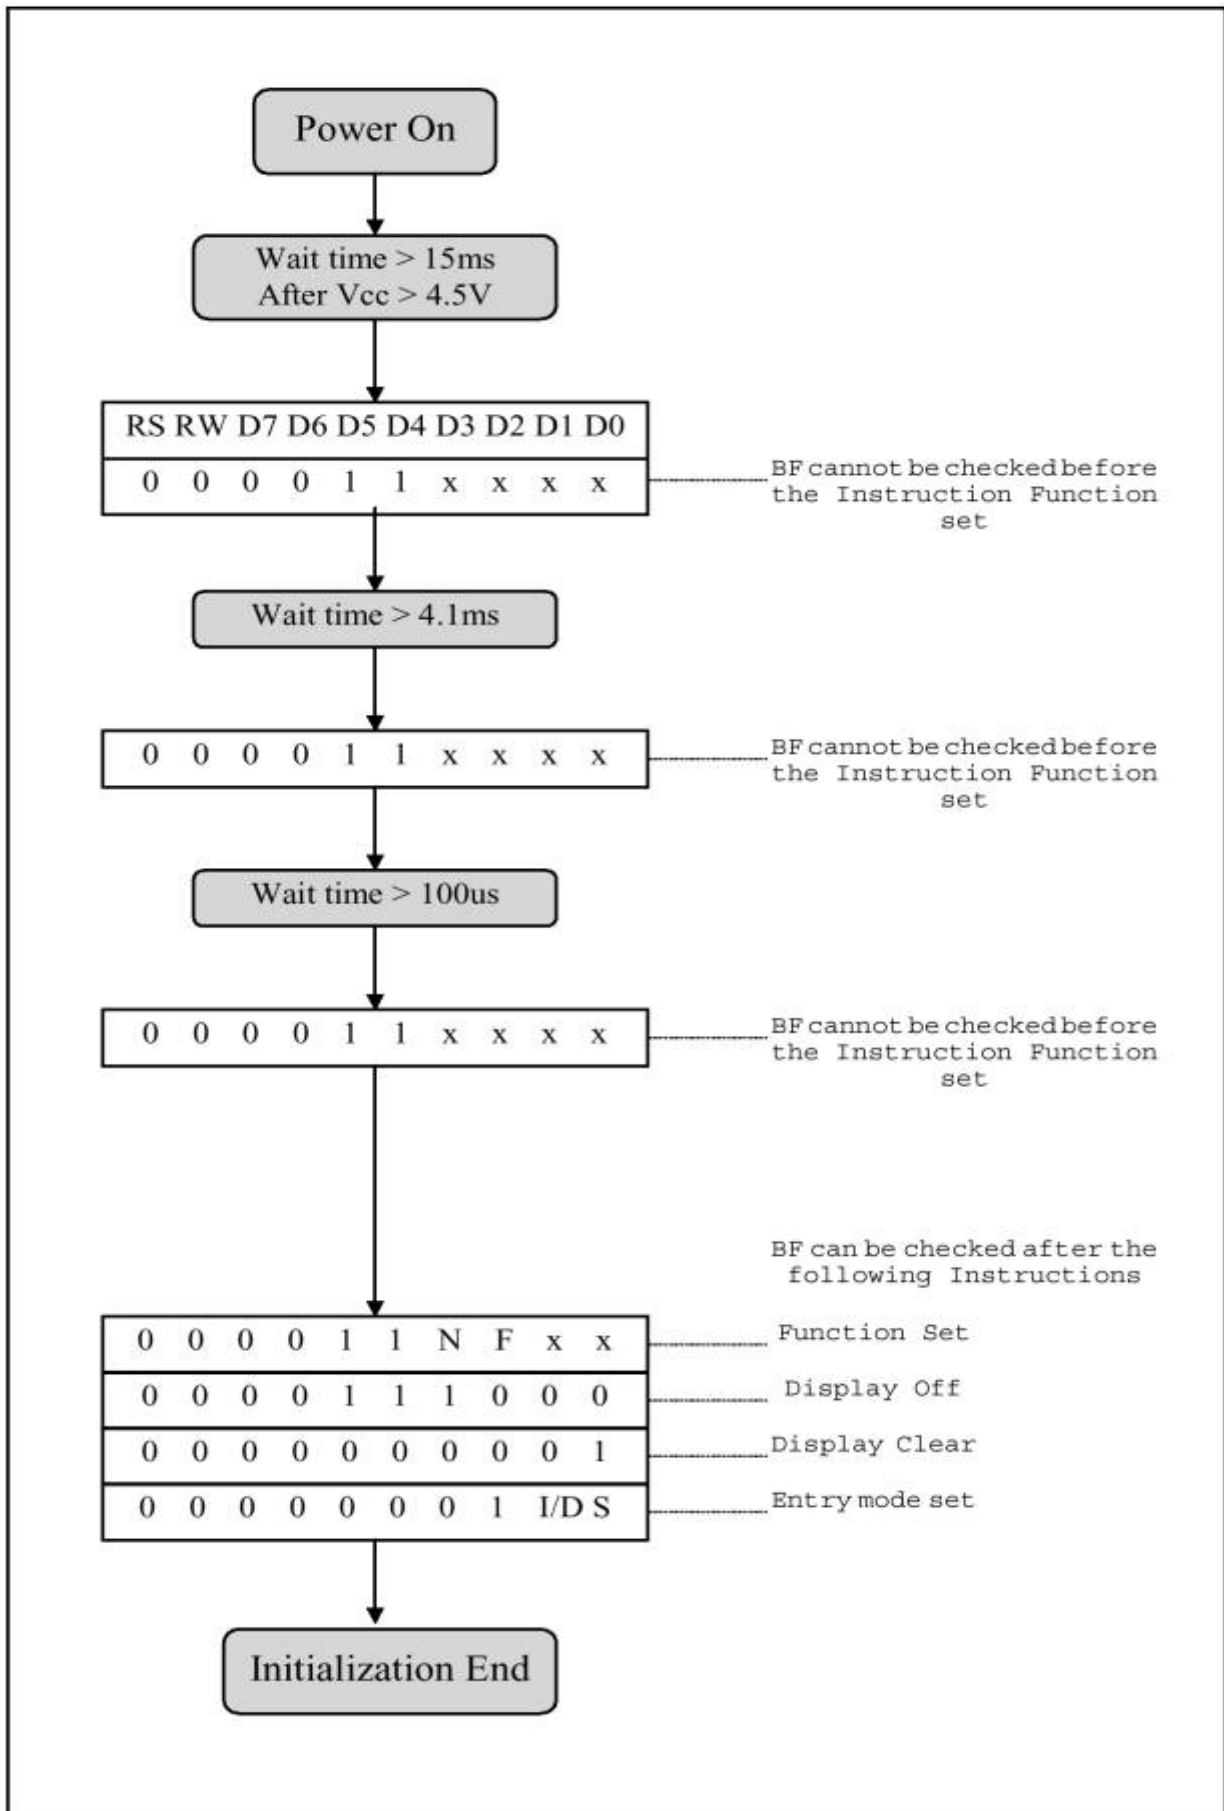 Power On
Wait time > 15ms
After Vcc > 4.5V
RS RW D7 D6 D5 D4 D3 D2 D1 D0
0 0 0 0 1 1 x x x x
BF cannot be checked before
the Instruction Function
set
Wait time > 4.1ms
0 0 0 0 1 1 x x x x
BF cannot be checked before
the Instruction Function
set
Wait time > 100us
0 0 0 0 1 1 x x x x
BF cannot be checked before
the Instruction Function
set
BF can be checked after the
following Instructions
0 0 0 0 1 1 N F x x
Function Set
0 0 0 0 1 1 1 0 0 0
Display Off
0 0 0 0 0 0 0 0 0 1
Display Clear
0 0 0 0 0 0 0 1 I/D S
Entry mode set
Initialization End